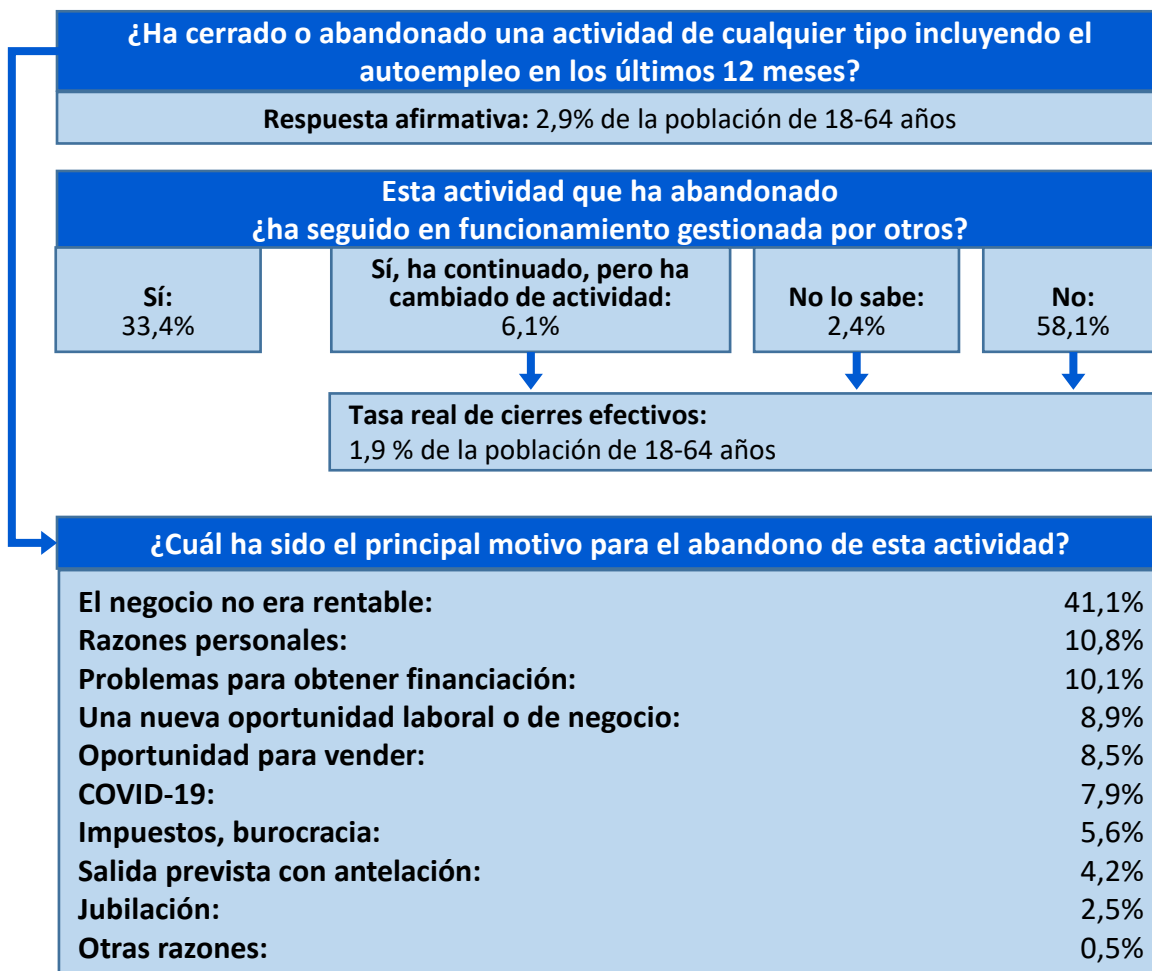 ¿Ha cerrado o abandonado una actividad de cualquier tipo incluyendo el
autoempleo en los últimos 12 meses?
Respuesta afirmativa: 2,9% de la población de 18-64 años
Esta actividad que ha abandonado
¿ha seguido en funcionamiento gestionada por otros?
Sí:
33,4%
Sí, ha continuado, pero ha
cambiado de actividad:
6,1%
No lo sabe:
2,4%
No:
58,1%
Tasa real de cierres efectivos:
1,9 % de la población de 18-64 años
¿Cuál ha sido el principal motivo para el abandono de esta actividad?
El negocio no era rentable: 41,1%
Razones personales: 10,8%
Problemas para obtener financiación: 10,1%
Una nueva oportunidad laboral o de negocio: 8,9%
Oportunidad para vender: 8,5%
COVID-19: 7,9%
Impuestos, burocracia: 5,6%
Salida prevista con antelación: 4,2%
Jubilación: 2,5%
Otras razones: 0,5%